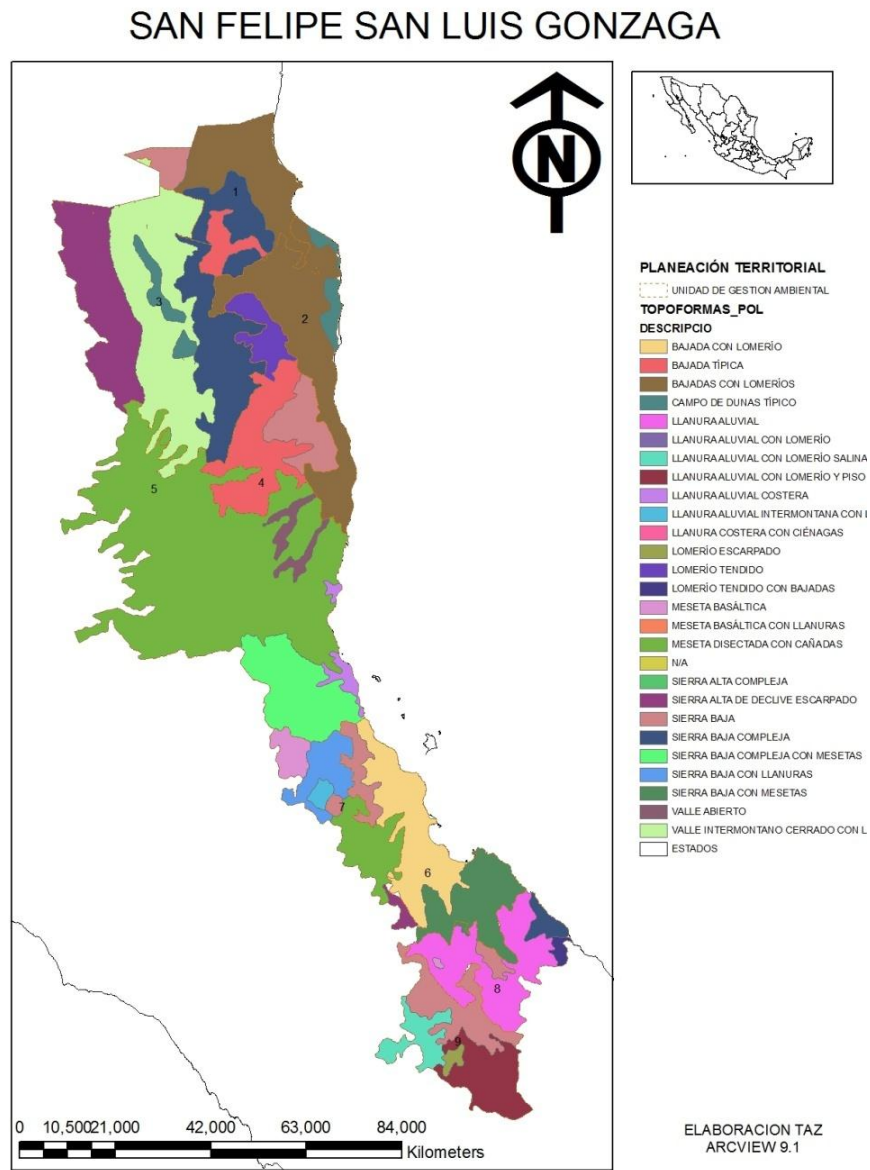 SAN FELIPE SAN LUIS GONZAGA
N
1
2
3
4
5
6
7
8
9
PLANEACIÓN TERRITORIAL
UNIDAD DE GESTION AMBIENTAL
TOPOFORMAS_POL
DESCRIPCIO
BAJADA CON LOMERÍO
BAJADA TÍPICA
BAJADAS CON LOMERÍOS
CAMPO DE DUNAS TÍPICO
LLANURA ALUVIAL
LLANURA ALUVIAL CON LOMERÍO
LLANURA ALUVIAL CON LOMERÍO SALINA
LLANURA ALUVIAL CON LOMERÍO Y PISO
LLANURA ALUVIAL COSTERA
LLANURA ALUVIAL INTERMONTANA CON L
LLANURA COSTERA CON CIÉNAGAS
LOMERÍO ESCARPADO
LOMERÍO TENDIDO
LOMERÍO TENDIDO CON BAJADAS
MESETA BASÁLTICA
MESETA BASÁLTICA CON LLANURAS
MESETA DISECTADA CON CAÑADAS
N/A
SIERRA ALTA COMPLEJA
SIERRA ALTA DE DECLIVE ESCARPADO
SIERRA BAJA
SIERRA BAJA COMPLEJA
SIERRA BAJA COMPLEJA CON MESETAS
SIERRA BAJA CON LLANURAS
SIERRA BAJA CON MESETAS
VALLE ABIERTO
VALLE INTERMONTANO CERRADO CON L
ESTADOS
0 10,50021,000 42,000 63,000 84,000
Kilometers
ELABORACION TAZ
ARCVIEW 9.1